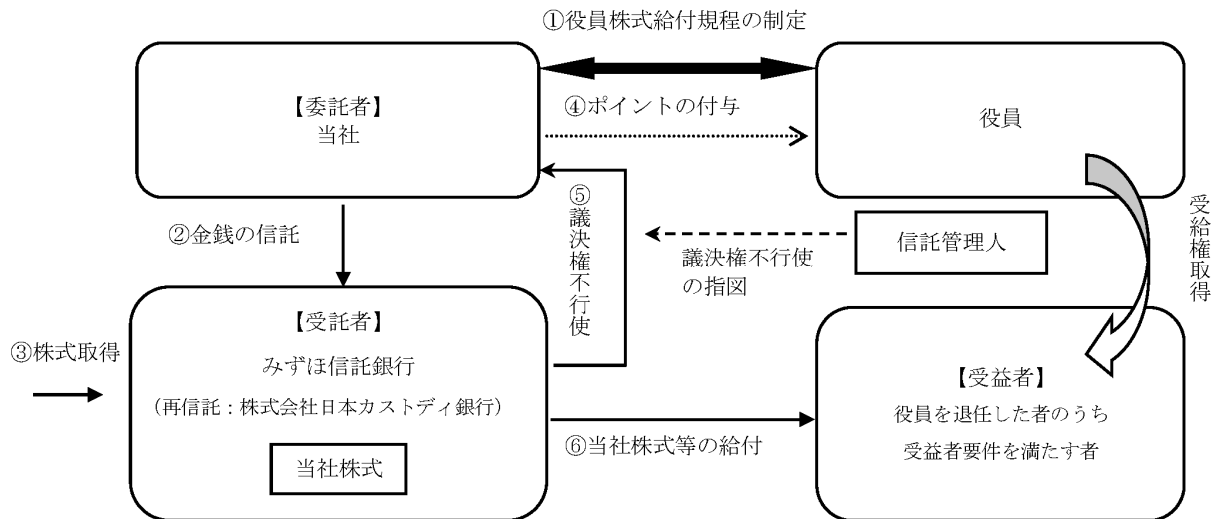 ①役員株式給付規程の制定
【委託者】
当社
④ポイントの付与
役員
②金銭の信託
⑤議決権不行使
議決権不行使
の指図
信託管理人
受給権取得
③株式取得
【受託者】
みずほ信託銀行
(再信託:株式会社日本カストディ銀行)
当社株式
⑥当社株式等の給付
【受益者】
役員を退任した者のうち
受益者要件を満たす者